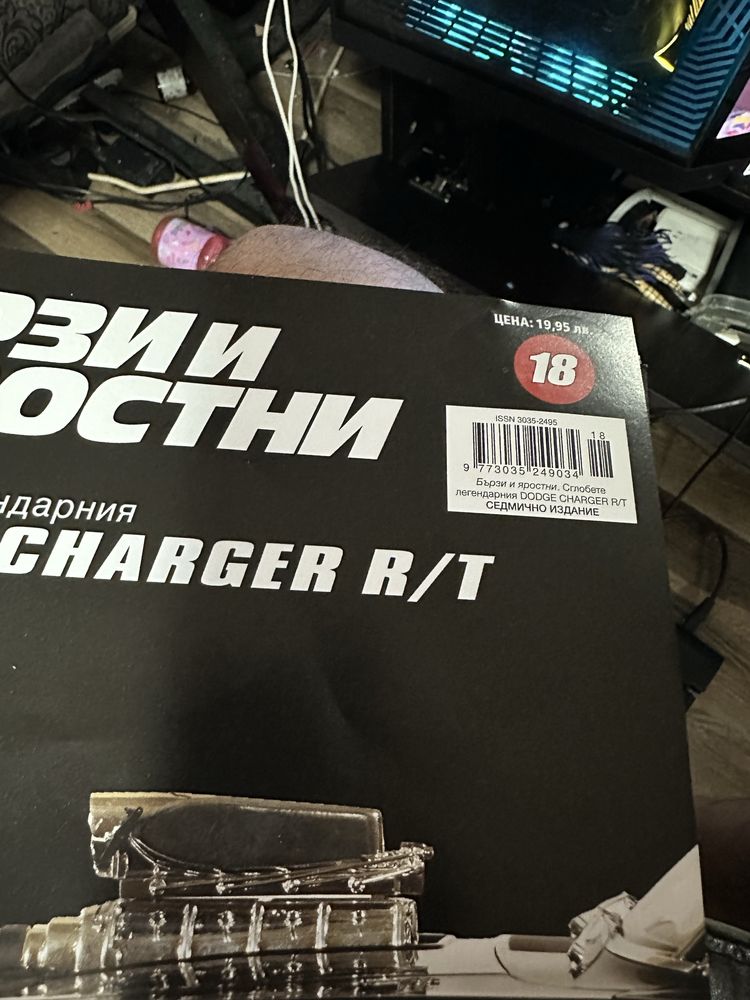 ЦЕНА: 19,95 лв.
18
РЗИ И
ОСТНИ
ISSN 3035-2495
18
9 773035 249034
Бързи и яростни. Сглобете
легендарния DODGE CHARGER R/T
СЕДМИЧНО ИЗДАНИЕ
ндарния
CHARGER R/T